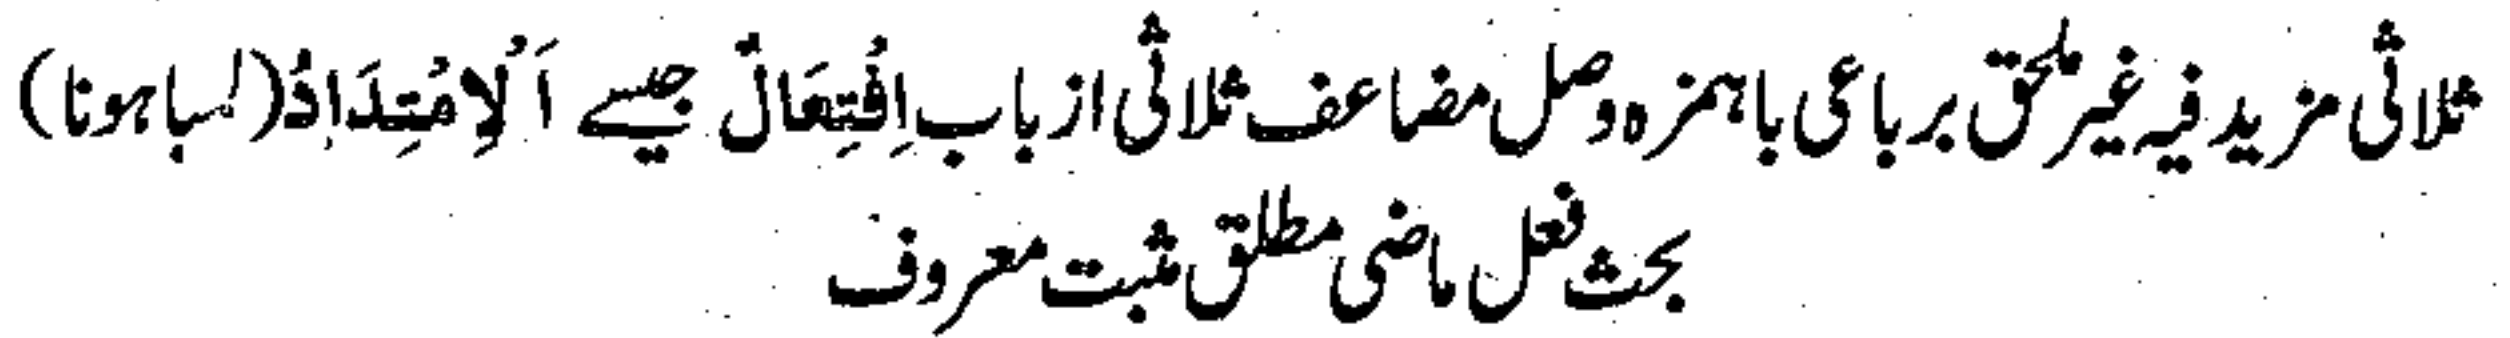 ثلاثی مزید فیہ غیر ملحق برباعی باہمزہ وصل مضاعف ثلاثی از باب اِفْتِعَالٌ جیسے اَلْاِمْتِدَادُ (لمبا ہونا)
بحث فعل ماضی مطلق مثبت معروف